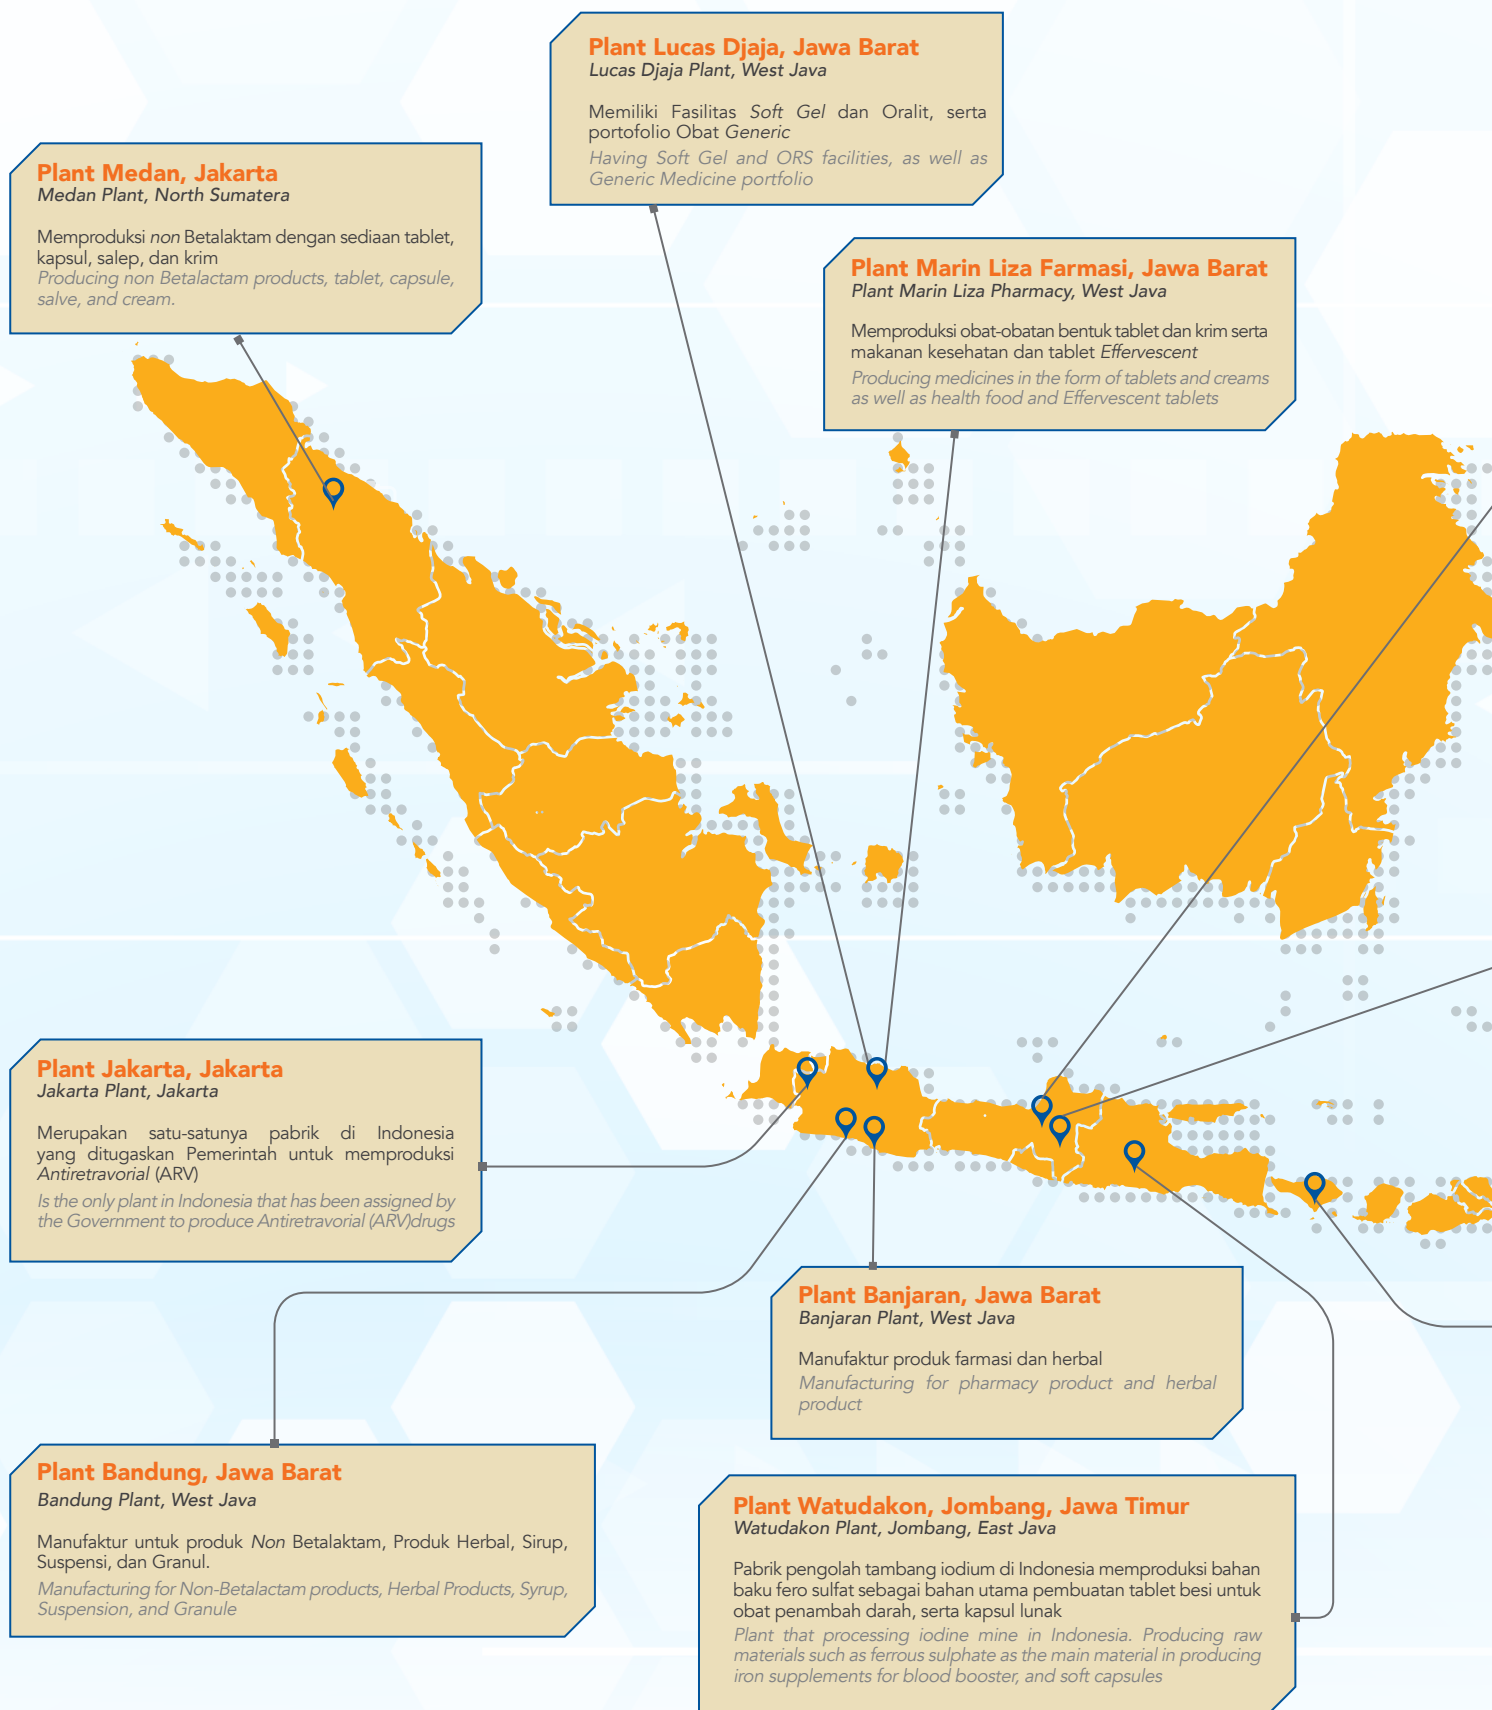 Plant Lucas Djaja, Jawa Barat
Lucas Djaja Plant, West Java
Memiliki Fasilitas Soft Gel dan Oralit, serta
portofolio Obat Generic
Having Soft Gel and ORS facilities, as well as
Generic Medicine portfolio
Plant Medan, Jakarta
Medan Plant, North Sumatera
Memproduksi non Betalaktam dengan sediaan tablet,
kapsul, salep, dan krim
Producing non Betalactam products, tablet, capsule,
salve, and cream.
Plant Marin Liza Farmasi, Jawa Barat
Plant Marin Liza Pharmacy, West Java
Memproduksi obat-obatan bentuk tablet dan krim serta
makanan kesehatan dan tablet Effervescent
Producing medicines in the form of tablets and creams
as well as health food and Effervescent tablets
Plant Jakarta, Jakarta
Jakarta Plant, Jakarta
Merupakan satu-satunya pabrik di Indonesia
yang ditugaskan Pemerintah untuk memproduksi
Antiretravorial (ARV)
Is the only plant in Indonesia that has been assigned by
the Government to produce Antiretravorial (ARV)drugs
Plant Banjaran, Jawa Barat
Banjaran Plant, West Java
Manufaktur produk farmasi dan herbal
Manufacturing for pharmacy product and herbal
product
Plant Bandung, Jawa Barat
Bandung Plant, West Java
Manufaktur untuk produk Non Betalaktam, Produk Herbal, Sirup,
Suspensi, dan Granul.
Manufacturing for Non-Betalactam products, Herbal Products, Syrup,
Suspension, and Granule
Plant Watudakon, Jombang, Jawa Timur
Watudakon Plant, Jombang, East Java
Pabrik pengolah tambang iodium di Indonesia memproduksi bahan
baku fero sulfat sebagai bahan utama pembuatan tablet besi untuk
obat penambah darah, serta kapsul lunak
Plant that processing iodine mine in Indonesia. Producing raw
materials such as ferrous sulphate as the main material in producing
iron supplements for blood booster, and soft capsules